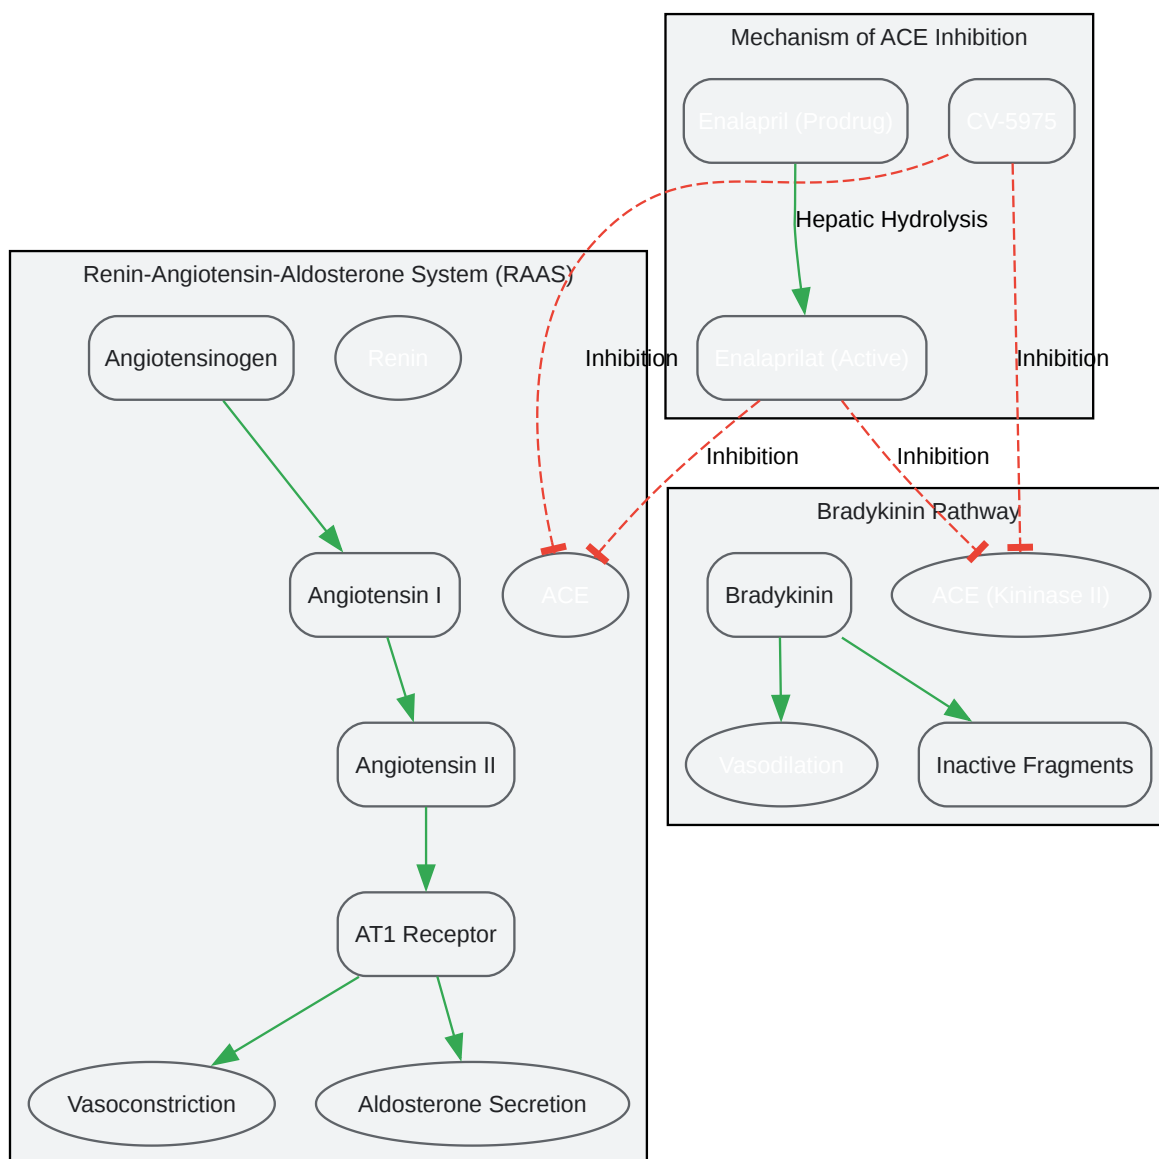 Mechanism of ACE Inhibition
Enalapril (Prodrug)
CV-5975
Hepatic Hydrolysis
Renin-Angiotensin-Aldosterone System (RAAS)
Angiotensinogen
Renin
Inhibition
Enalaprilat (Active)
Inhibition
Inhibition
Inhibition
Bradykinin Pathway
Angiotensin I
ACE
Bradykinin
ACE (Kininase II)
Angiotensin II
Vasodilation
Inactive Fragments
AT1 Receptor
Vasoconstriction
Aldosterone Secretion